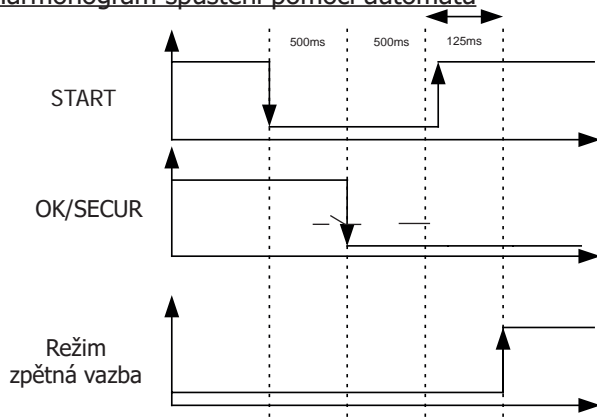 harmonogram spuštění pomocí automatu
500ms
500ms
125ms
START
OK/SECUR
Režim
zpětná vazba